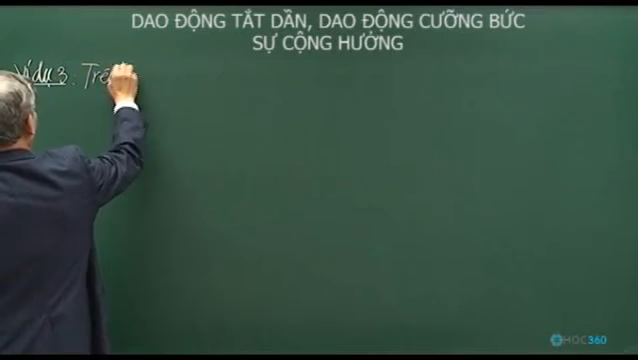 DAO ĐỘNG TẮT DẦN, DAO ĐỘNG CƯỠNG BỨC
SỰ CỘNG HƯỞNG
Ví dụ 3: Trê
HOC360